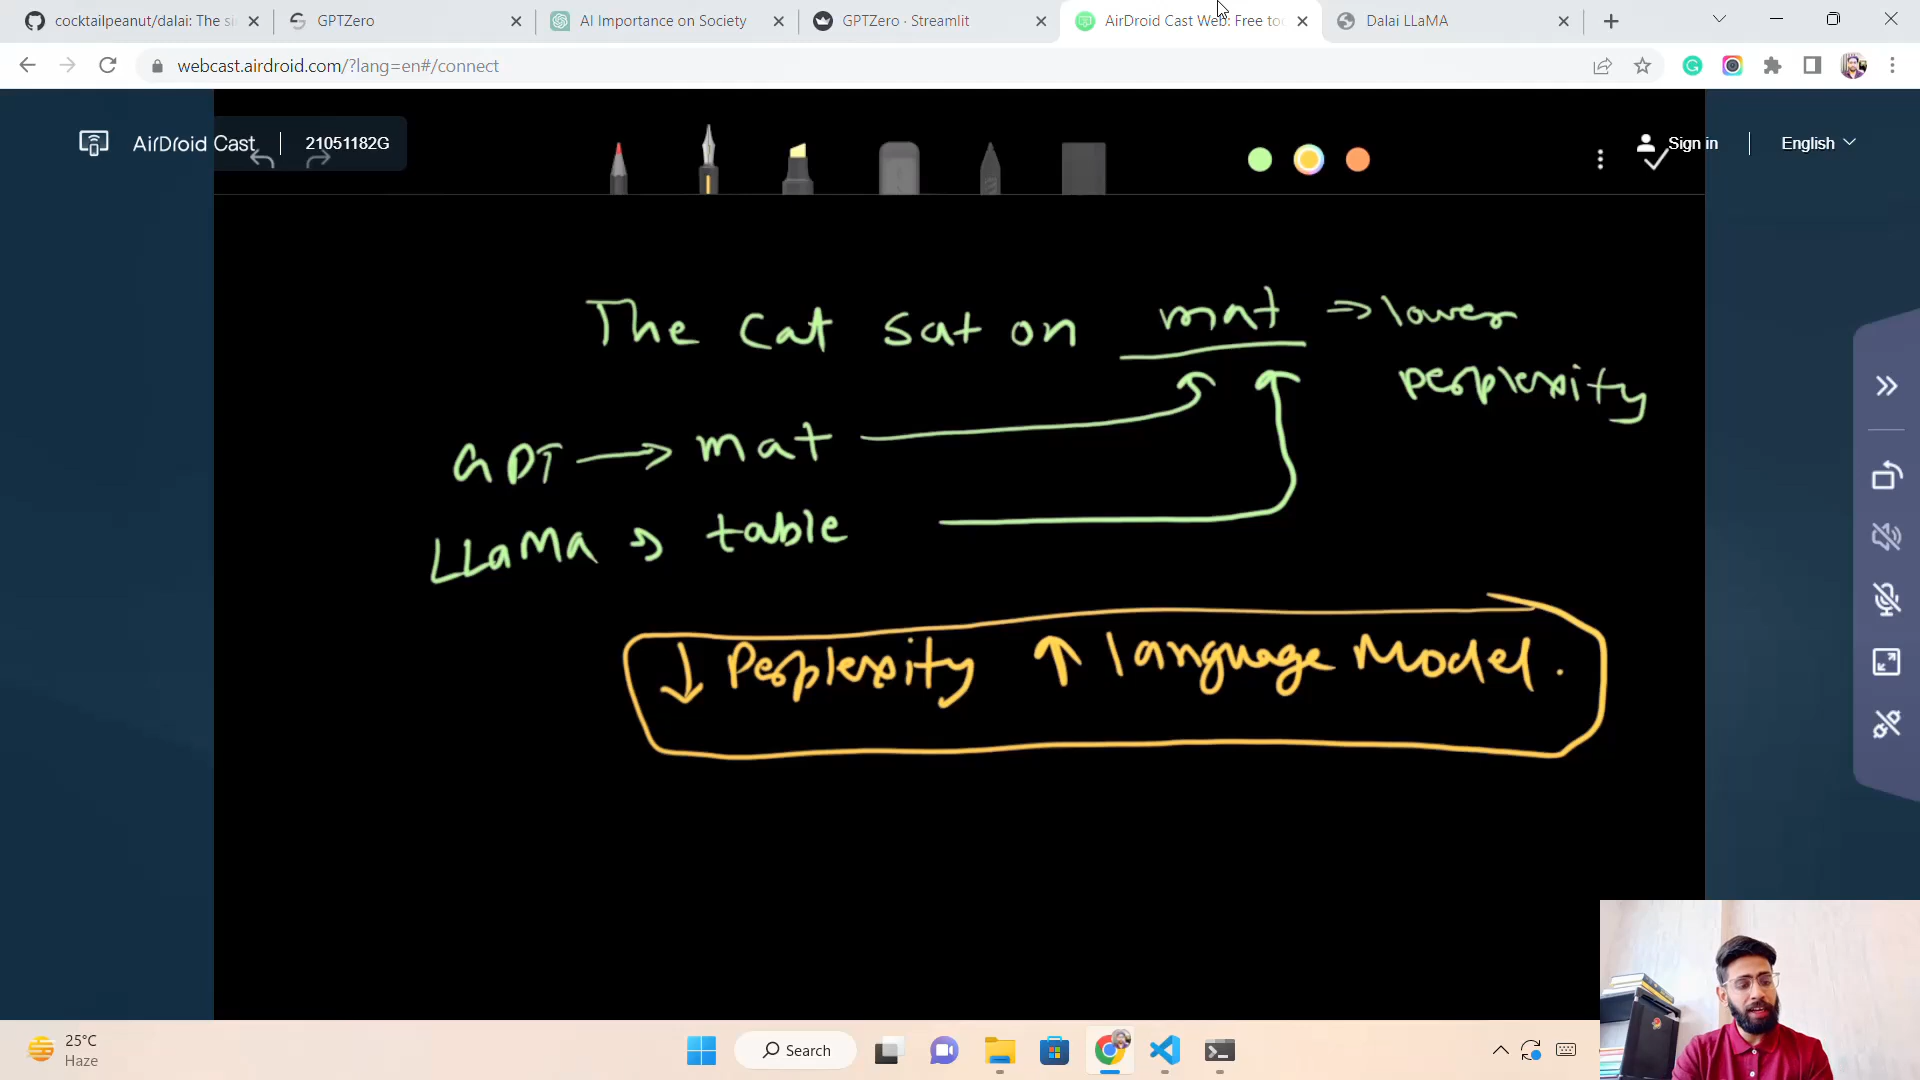 cocktailpeanut/dalai: The si
GPTZero
AI Importance on Society
GPTZero · Streamlit
AirDroid Cast Web: Free to
Dalai LLaMA
webcast.airdroid.com/?lang=en#/connect
AirDroid Cast
21051182G
Sign in
English
The cat sat on mat → lower
perplexity
GPT → mat
LLaMa → table
↓ Perplexity ↑ language Model.
25°C
Haze
Search